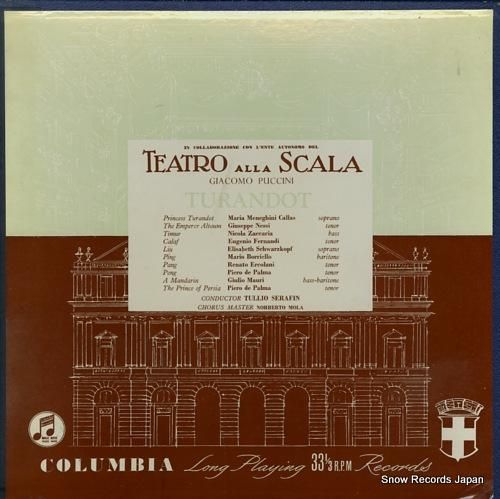 IN COLLABORAZIONE CON L'ENTE AUTONOMO DEL
TEATRO ALLA SCALA
GIACOMO PUCCINI
TURANDOT
Princess Turandot Maria Meneghini Callas soprano
The Emperor Altoum Giuseppe Nessi tenor
Timur Nicola Zaccaria bass
Calaf Eugenio Fernandi tenor
Liu Elisabeth Schwarzkopf soprano
Ping Mario Borriello baritone
Pang Renato Ercolani tenor
Pong Piero de Palma tenor
A Mandarin Giulio Mauri bass-baritone
The Prince of Persia Piero de Palma tenor
CONDUCTOR TULLIO SERAFIN
CHORUS MASTER NORBERTO MOLA
COLUMBIA Long Playing 33⅓ R.P.M. Records
Snow Records Japan